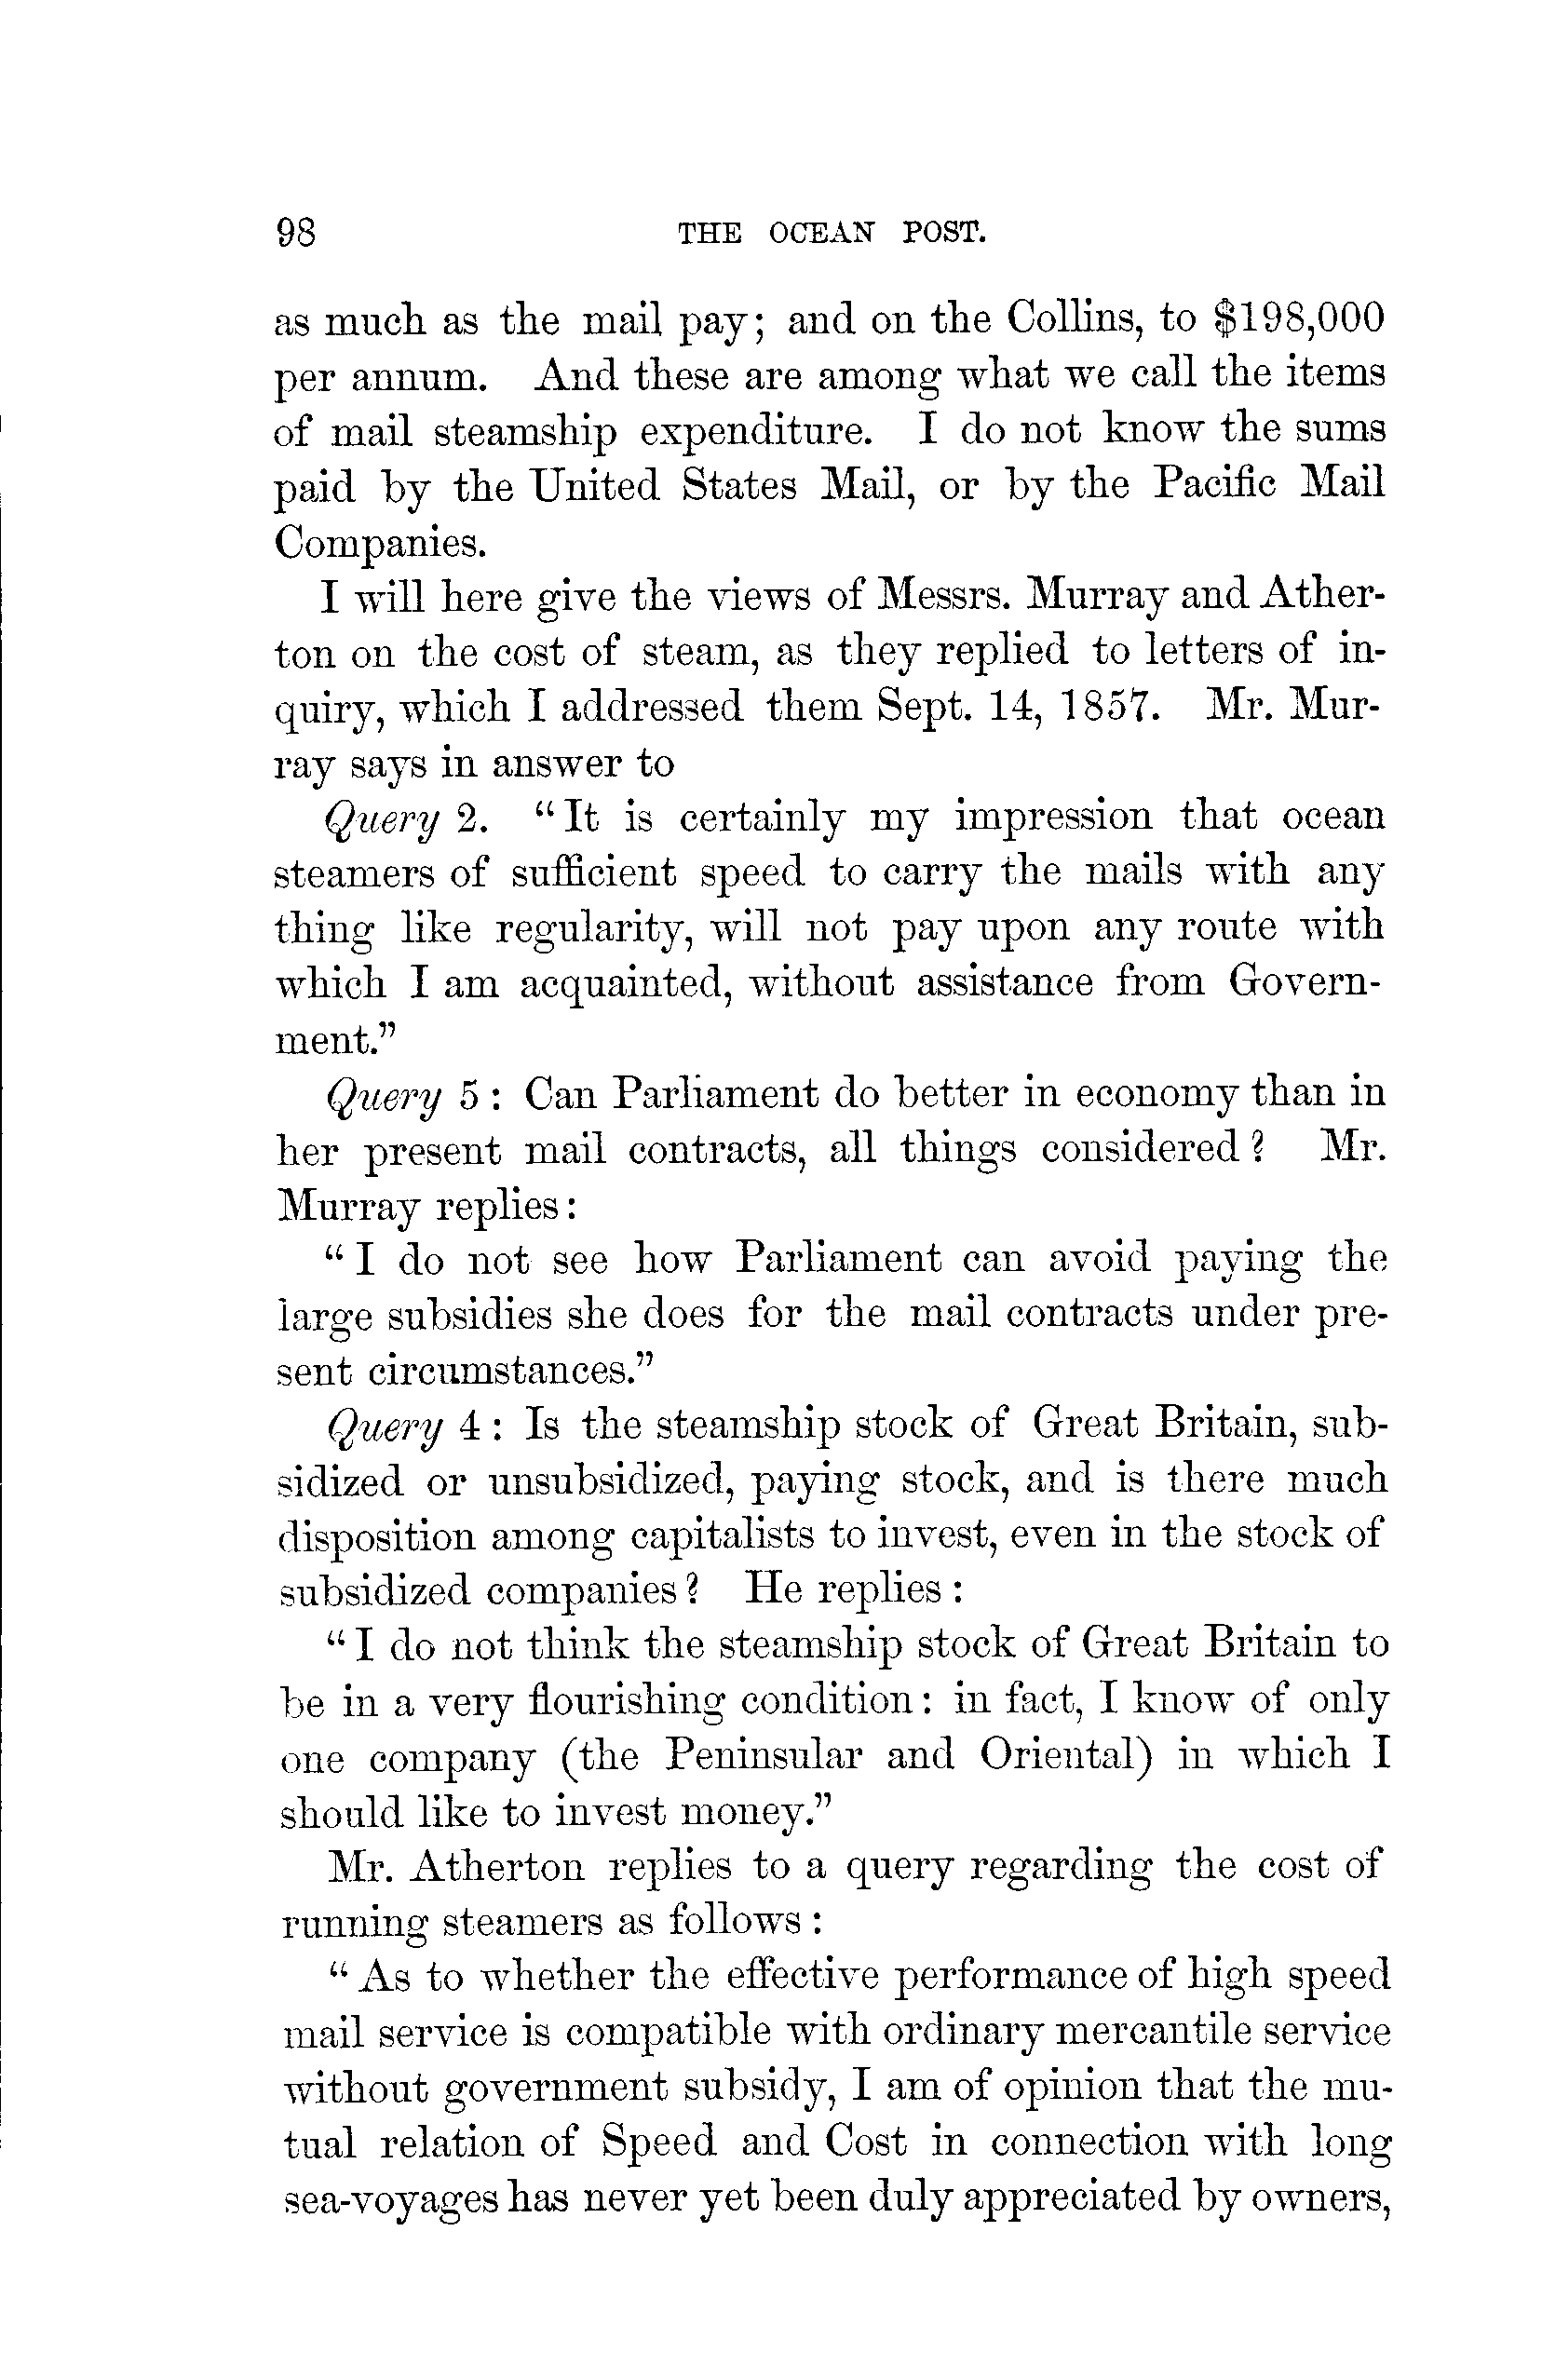 98 THE OCEAN POST.
as much as the mail pay; and on the Collins, to $198,000
per annum. And these are among what we call the items
of mail steamship expenditure. I do not know the sums
paid by the United States Mail, or by the Pacific Mail
Companies.
I will here give the views of Messrs. Murray and Ather-
ton on the cost of steam, as they replied to letters of in-
quiry, which I addressed them Sept. 14, 1857. Mr. Mur-
ray says in answer to
Query 2. "It is certainly my impression that ocean
steamers of sufficient speed to carry the mails with any
thing like regularity, will not pay upon any route with
which I am acquainted, without assistance from Govern-
ment."
Query 5 : Can Parliament do better in economy than in
her present mail contracts, all things considered ? Mr.
Murray replies :
"I do not see how Parliament can avoid paying the
large subsidies she does for the mail contracts under pre-
sent circumstances."
Query 4 : Is the steamship stock of Great Britain, sub-
sidized or unsubsidized, paying stock, and is there much
disposition among capitalists to invest, even in the stock of
subsidized companies ? He replies :
"I do not think the steamship stock of Great Britain to
be in a very flourishing condition : in fact, I know of only
one company (the Peninsular and Oriental) in which I
should like to invest money."
Mr. Atherton replies to a query regarding the cost of
running steamers as follows :
"As to whether the effective performance of high speed
mail service is compatible with ordinary mercantile service
without government subsidy, I am of opinion that the mu-
tual relation of Speed and Cost in connection with long
sea-voyages has never yet been duly appreciated by owners,